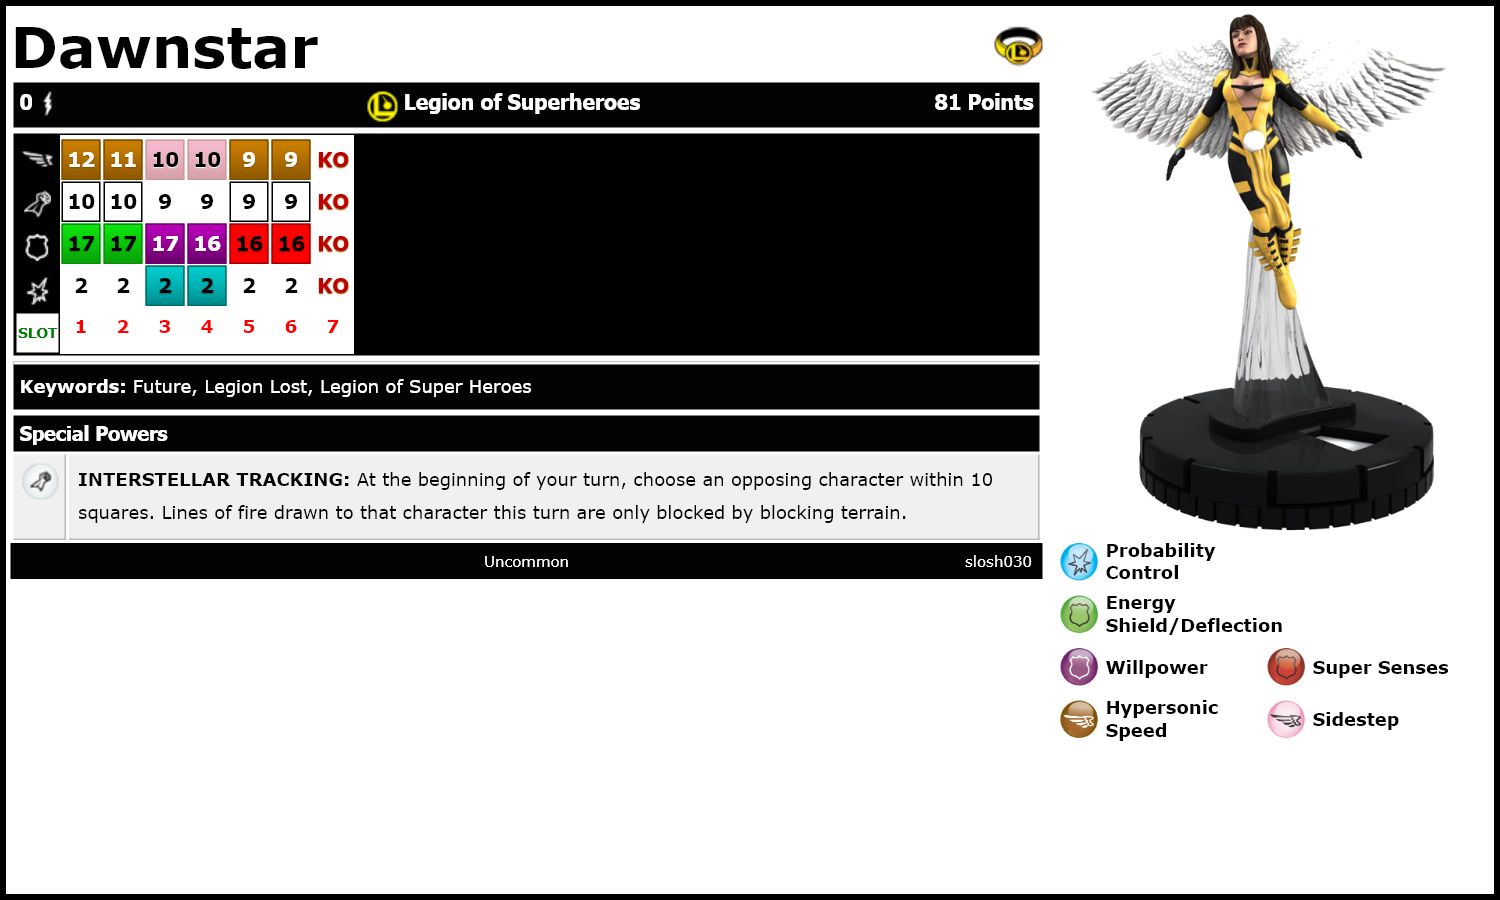 Dawnstar
0 Legion of Superheroes 81 Points
12 11 10 10 9 9 KO
10 10 9 9 9 9 KO
17 17 17 16 16 16 KO
2 2 2 2 2 2 KO
SLOT 1 2 3 4 5 6 7
Keywords: Future, Legion Lost, Legion of Super Heroes
Special Powers
INTERSTELLAR TRACKING: At the beginning of your turn, choose an opposing character within 10
squares. Lines of fire drawn to that character this turn are only blocked by blocking terrain.
Uncommon slosh030
Probability
Control
Energy
Shield/Deflection
Willpower Super Senses
Hypersonic
Speed
Sidestep